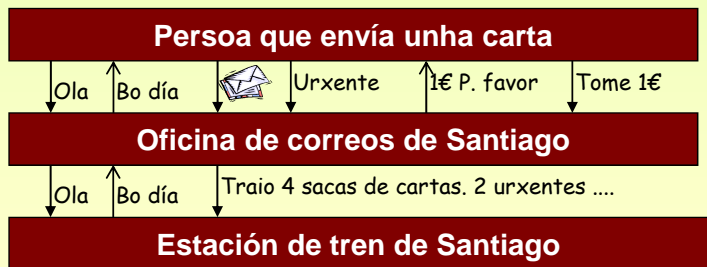 Persoa que envía unha carta
Ola Bo día Urxente 1€ P. favor Tome 1€
Oficina de correos de Santiago
Ola Bo día Traio 4 sacas de cartas. 2 urxentes ....
Estación de tren de Santiago